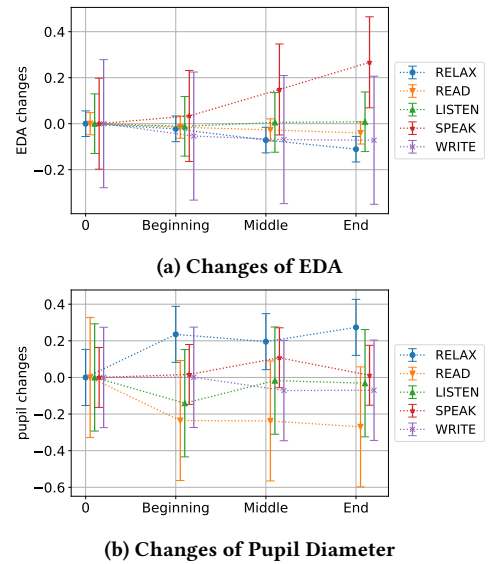 0.4
0.2
0.0
−0.2
EDA changes
0
Beginning
Middle
End
RELAX
READ
LISTEN
SPEAK
WRITE
(a) Changes of EDA
0.4
0.2
0.0
−0.2
−0.4
−0.6
pupil changes
0
Beginning
Middle
End
RELAX
READ
LISTEN
SPEAK
WRITE
(b) Changes of Pupil Diameter